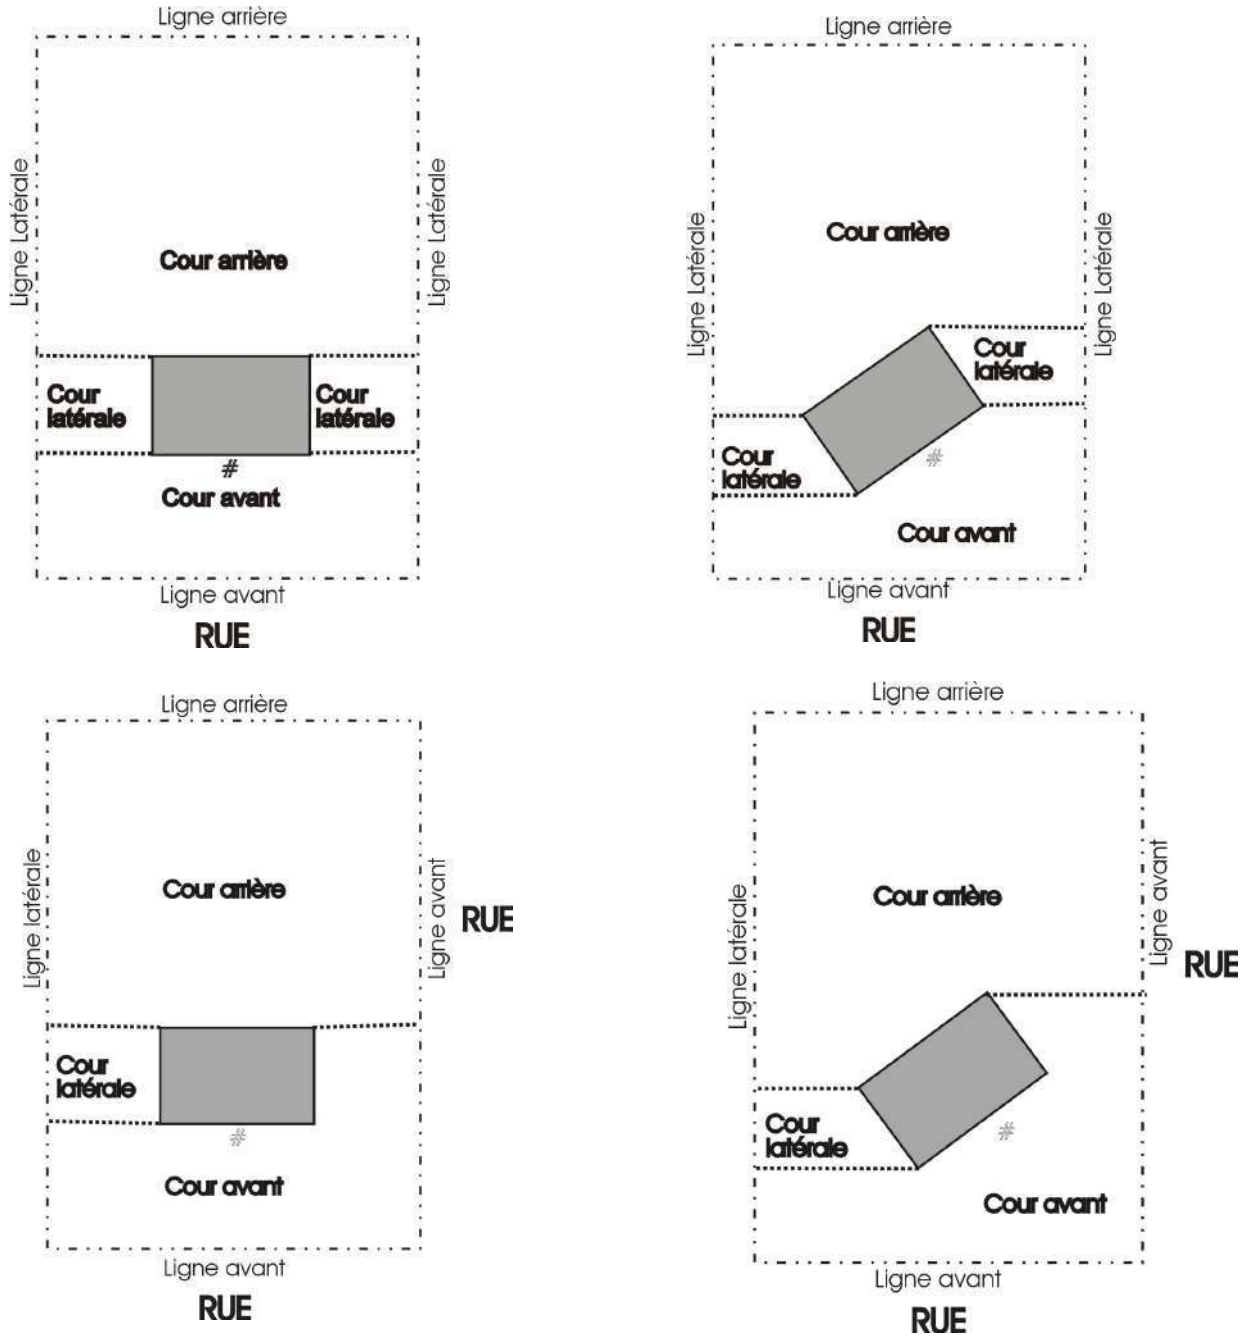 Ligne arrière
Ligne Latérale
Ligne Latérale
Cour arrière
Cour
latérale
Cour
latérale
#
Cour avant
Ligne avant
RUE
Ligne arrière
Ligne Latérale
Ligne Latérale
Cour arrière
Cour
latérale
Cour
latérale
#
Cour avant
Ligne avant
RUE
Ligne arrière
Ligne latérale
Cour arrière
Ligne avant
RUE
Cour
latérale
#
Cour avant
Ligne avant
RUE
Ligne arrière
Ligne latérale
Cour arrière
Ligne avant
RUE
Cour
latérale
#
Cour avant
Ligne avant
RUE